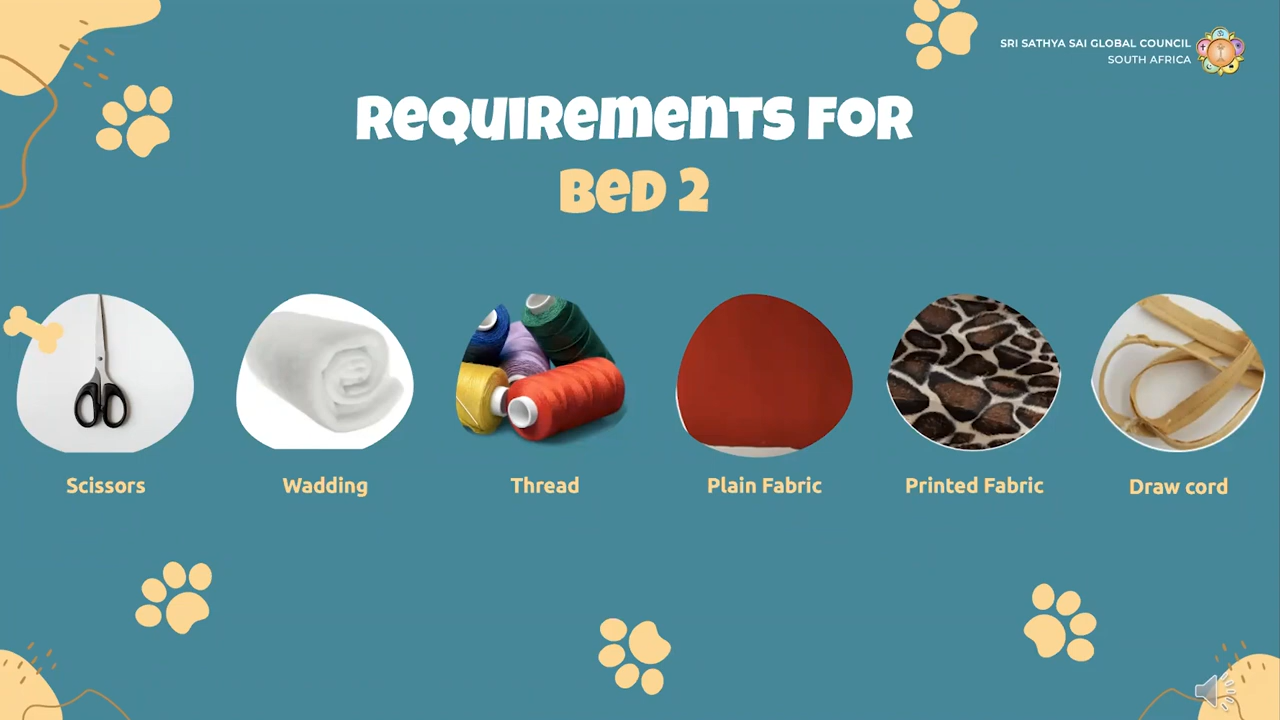 SRI SATHYA SAI GLOBAL COUNCIL
SOUTH AFRICA
Requirements for
Bed 2
Scissors
Wadding
Thread
Plain Fabric
Printed Fabric
Draw cord